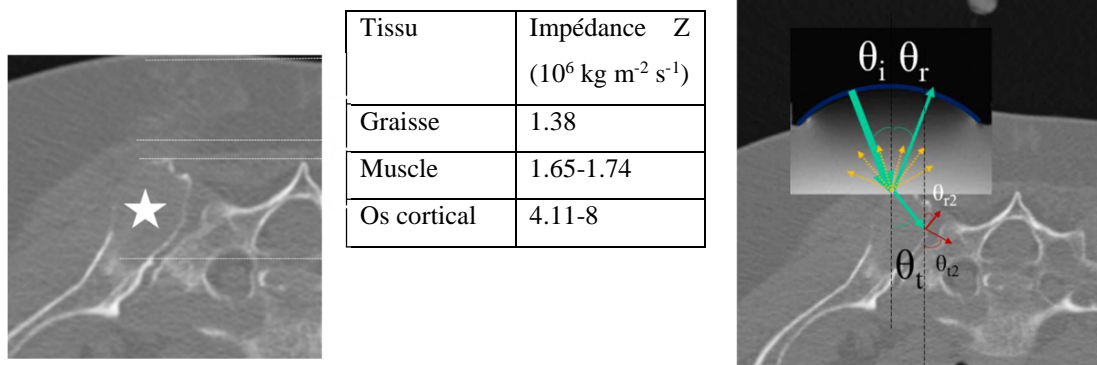 Tissu Impédance Z
(10⁶ kg m⁻² s⁻¹)
Graisse 1.38
Muscle 1.65-1.74
Os cortical 4.11-8
θᵢ θᵣ
θᵣ₂
θₜ θₜ₂